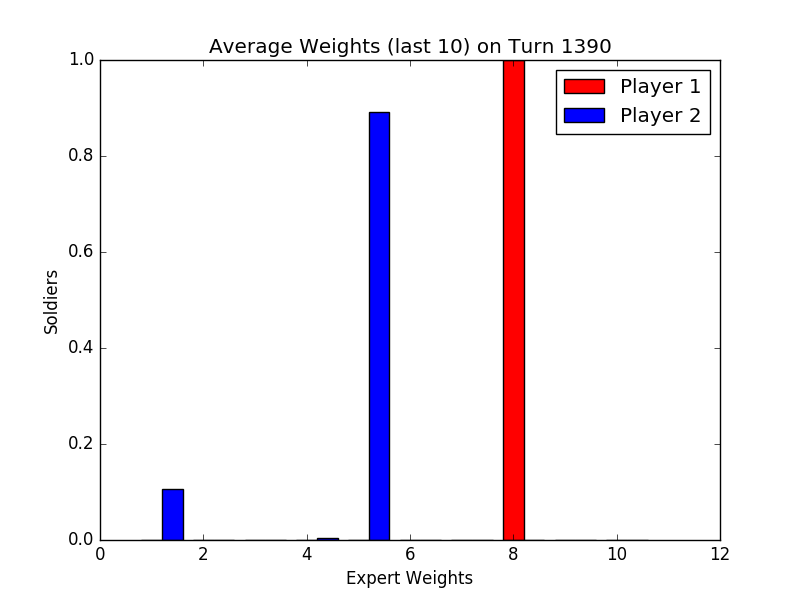 Average Weights (last 10) on Turn 1390
Player 1
Player 2
1.0
0.8
0.6
0.4
0.2
0.0
Soldiers
0 2 4 6 8 10 12
Expert Weights